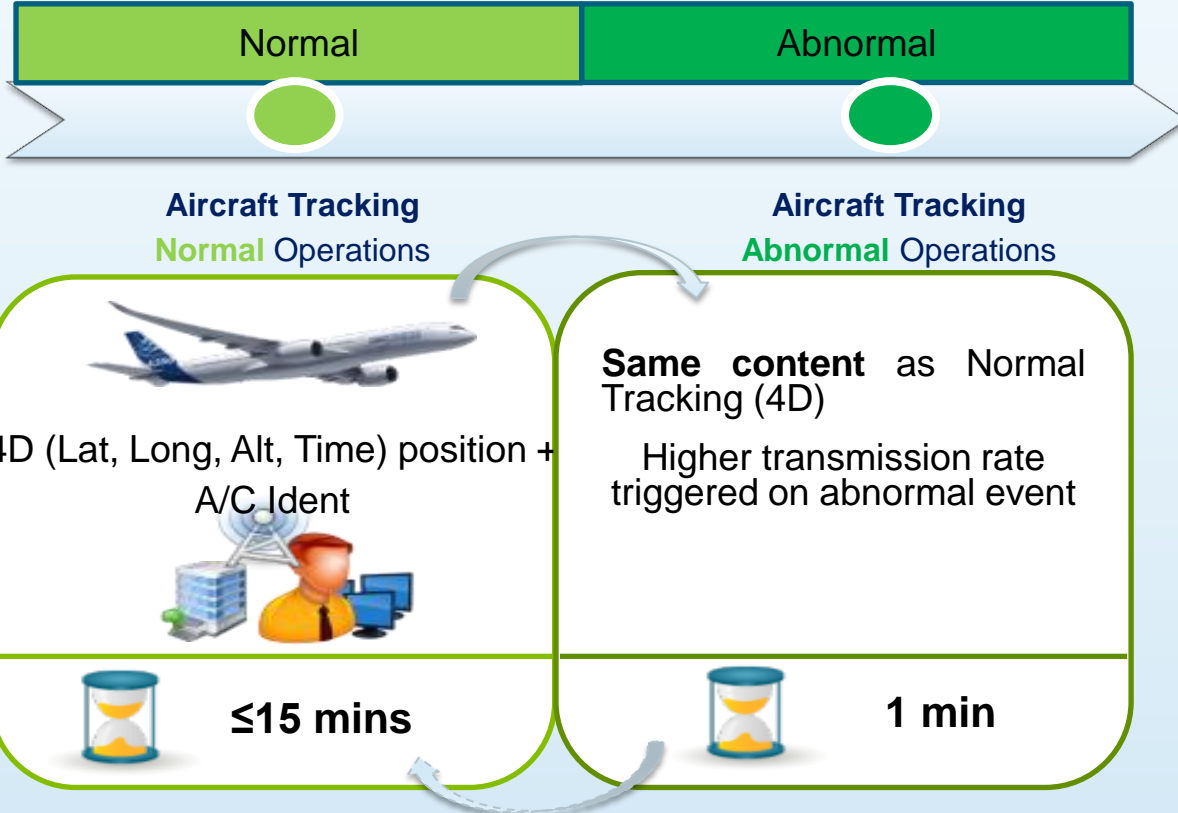 Normal
Abnormal
Aircraft Tracking
Normal Operations
Aircraft Tracking
Abnormal Operations
4D (Lat, Long, Alt, Time) position +
A/C Ident
Same content as Normal
Tracking (4D)
Higher transmission rate
triggered on abnormal event
≤15 mins
1 min